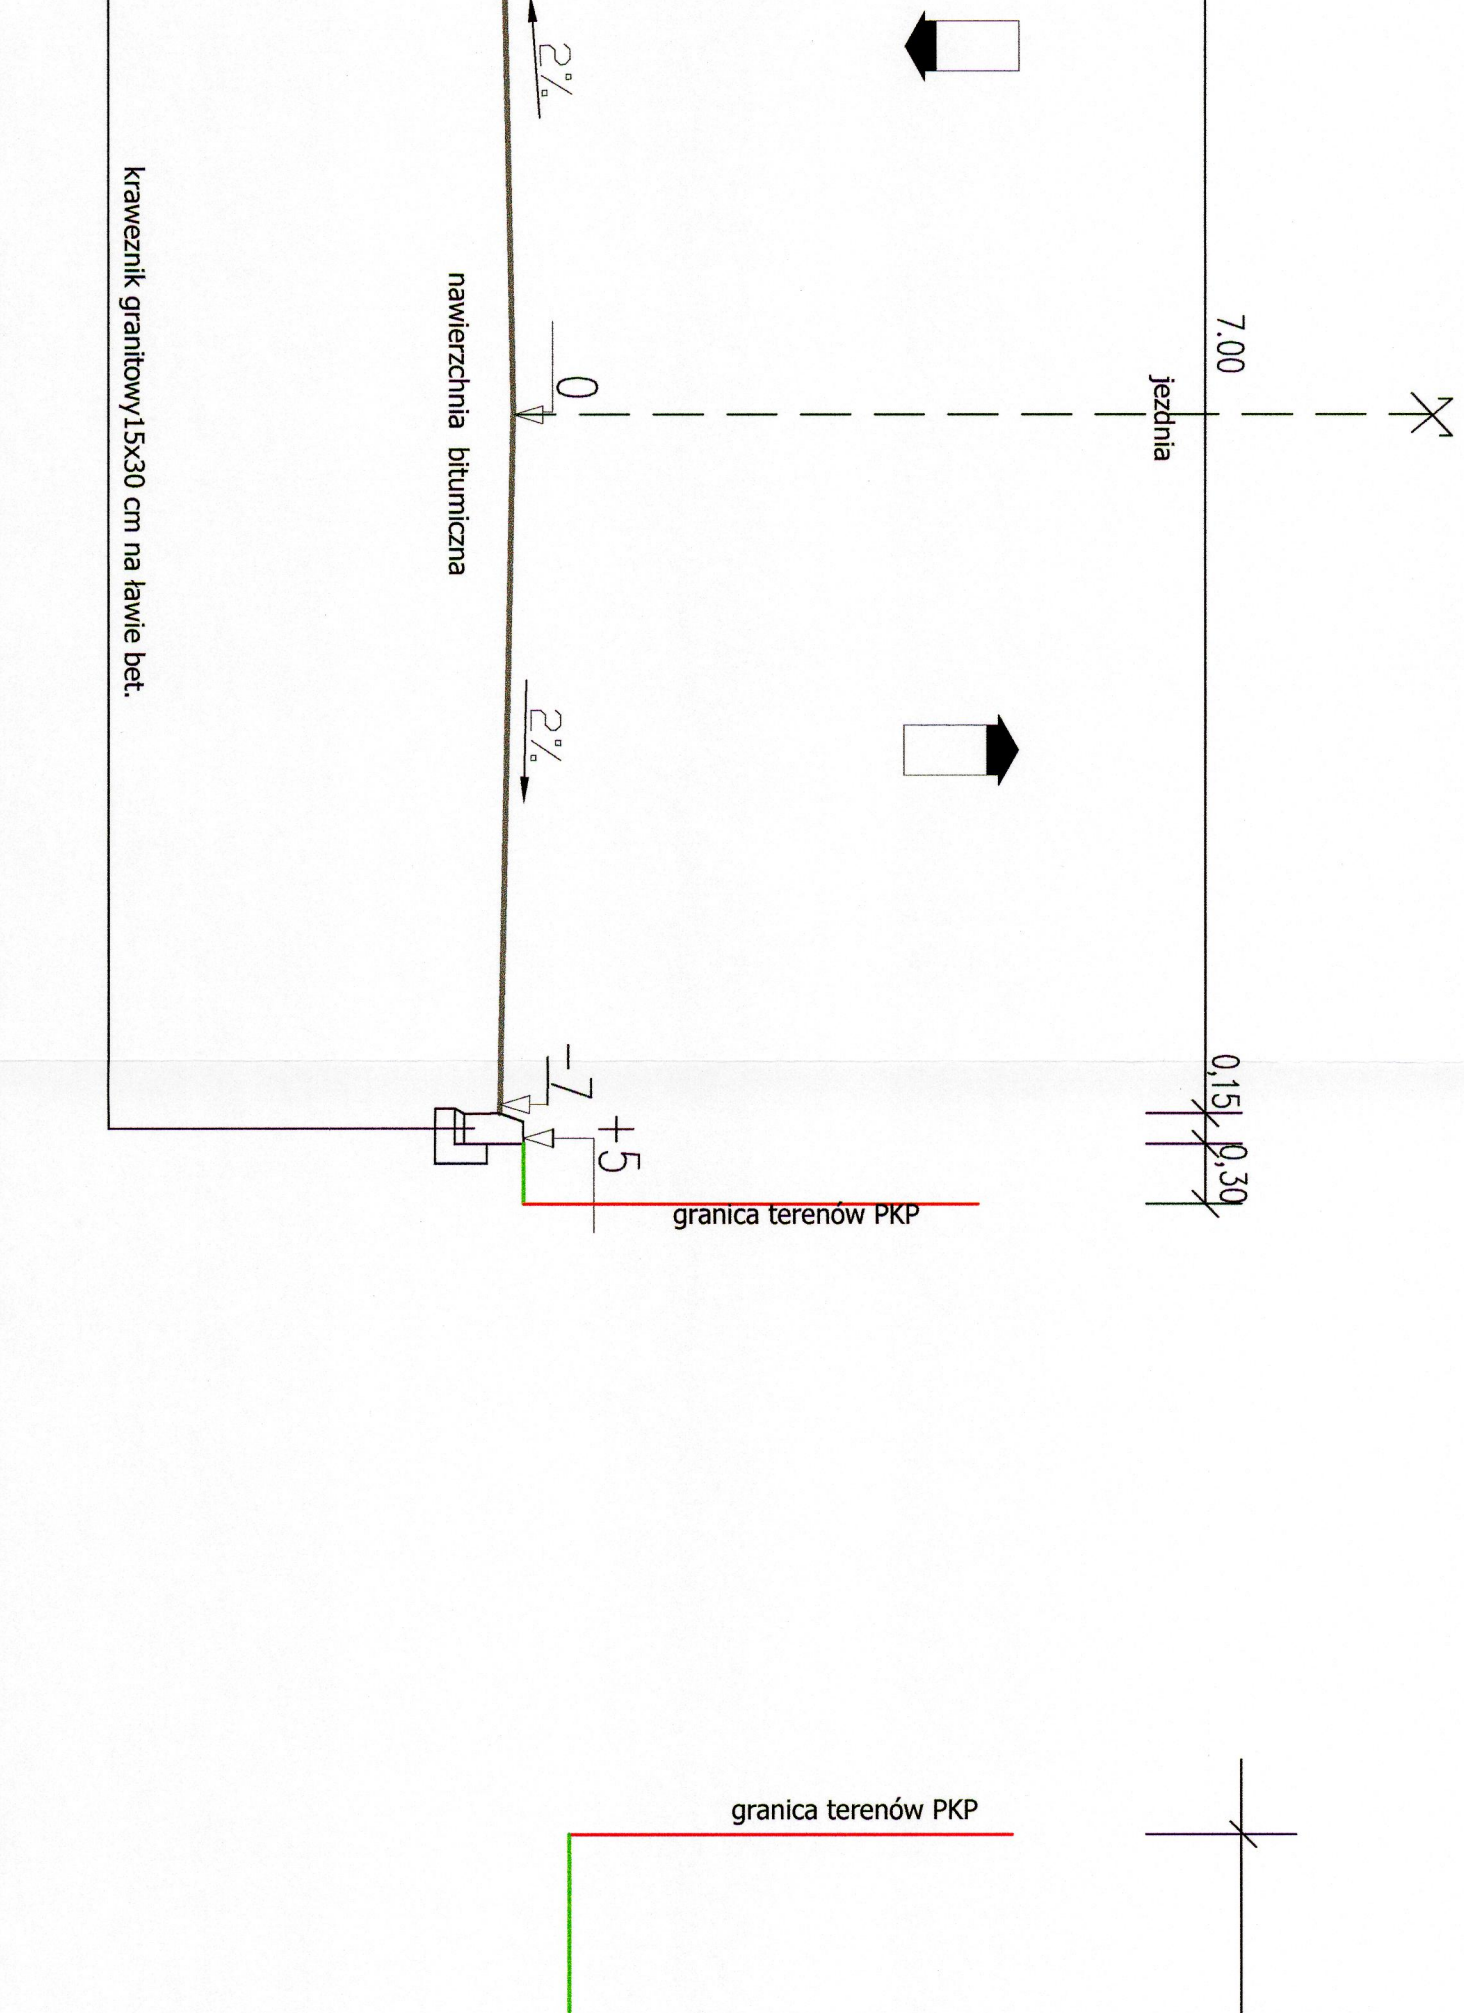 7.00
jezdnia
0,15
0,30
2%
0
2%
-7
+5
nawierzchnia bitumiczna
kraweznik granitowy15x30 cm na ławie bet.
granica terenów PKP
granica terenów PKP